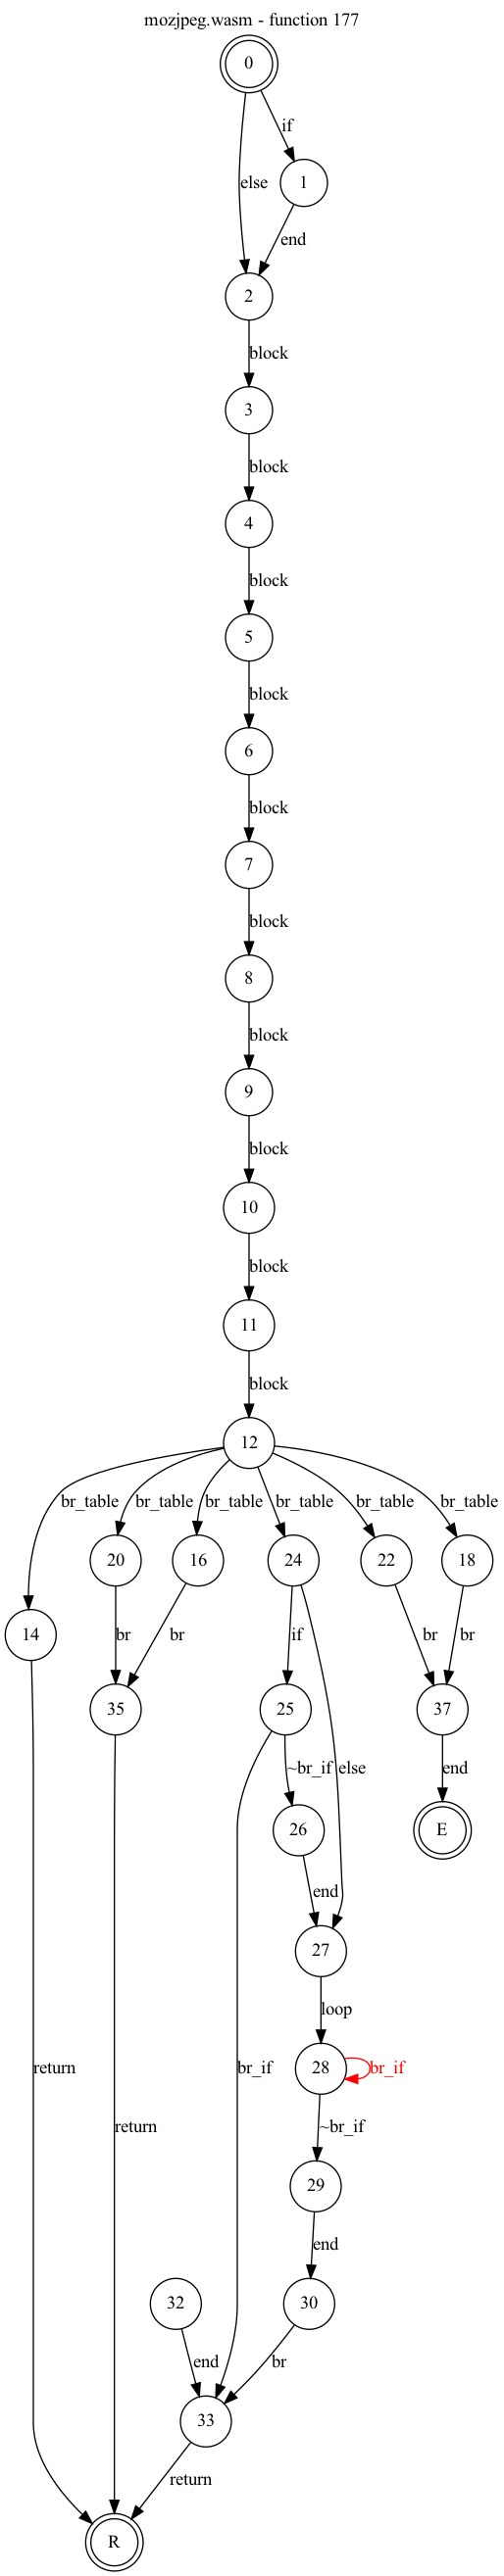 mozjpeg.wasm - function 177
0
if
else
1
end
2
block
3
block
4
block
5
block
6
block
7
block
8
block
9
block
10
block
11
block
12
br_table br_table br_table br_table br_table br_table
20 16 24 22 18
14
br br if br br
35 25 37
~br_if else end
26 E
end
27
loop
28 br_if
return br_if
return ~br_if
29
end
32 30
end br
33
return
R